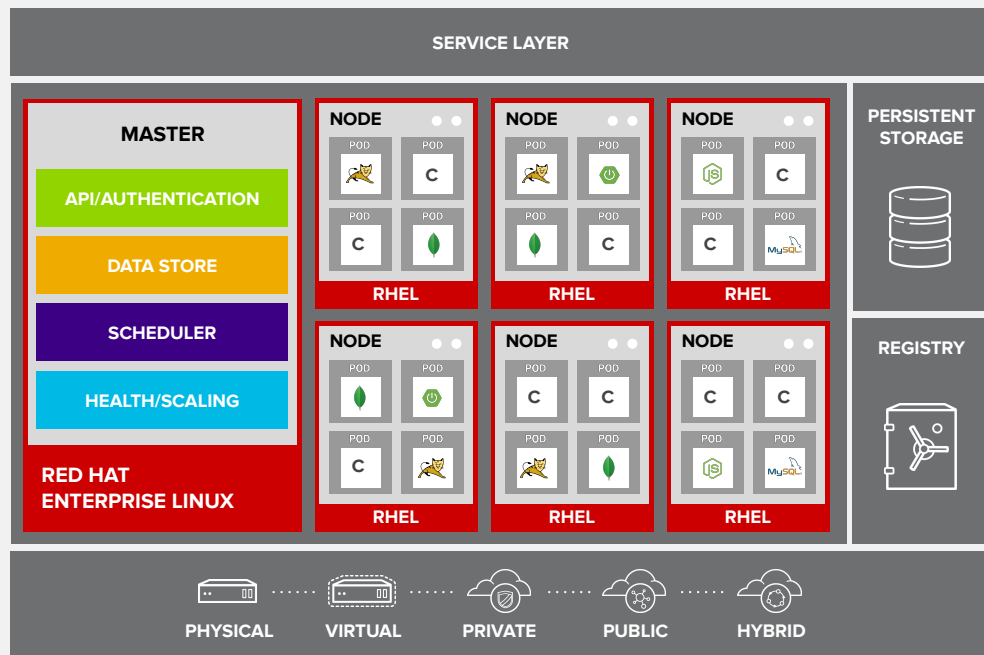 SERVICE LAYER
MASTER
API/AUTHENTICATION
DATA STORE
SCHEDULER
HEALTH/SCALING
RED HAT
ENTERPRISE LINUX
NODE
POD
POD
C
POD
POD
C
RHEL
NODE
POD
POD
POD
POD
C
RHEL
NODE
POD
POD
JS
C
POD
POD
C
MySQL
RHEL
NODE
POD
POD
POD
POD
C
RHEL
NODE
POD
POD
C
C
POD
POD
RHEL
NODE
POD
POD
C
C
POD
POD
JS
MySQL
RHEL
PERSISTENT
STORAGE
REGISTRY
PHYSICAL
VIRTUAL
PRIVATE
PUBLIC
HYBRID